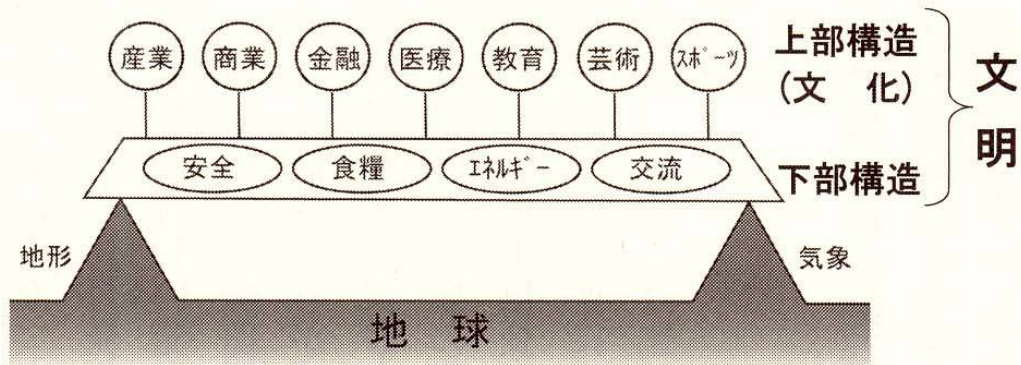 産業 商業 金融 医療 教育 芸術 スポーツ
上部構造
(文 化)
安全 食糧 エネルギー 交流
下部構造
文明
地形
気象
地 球